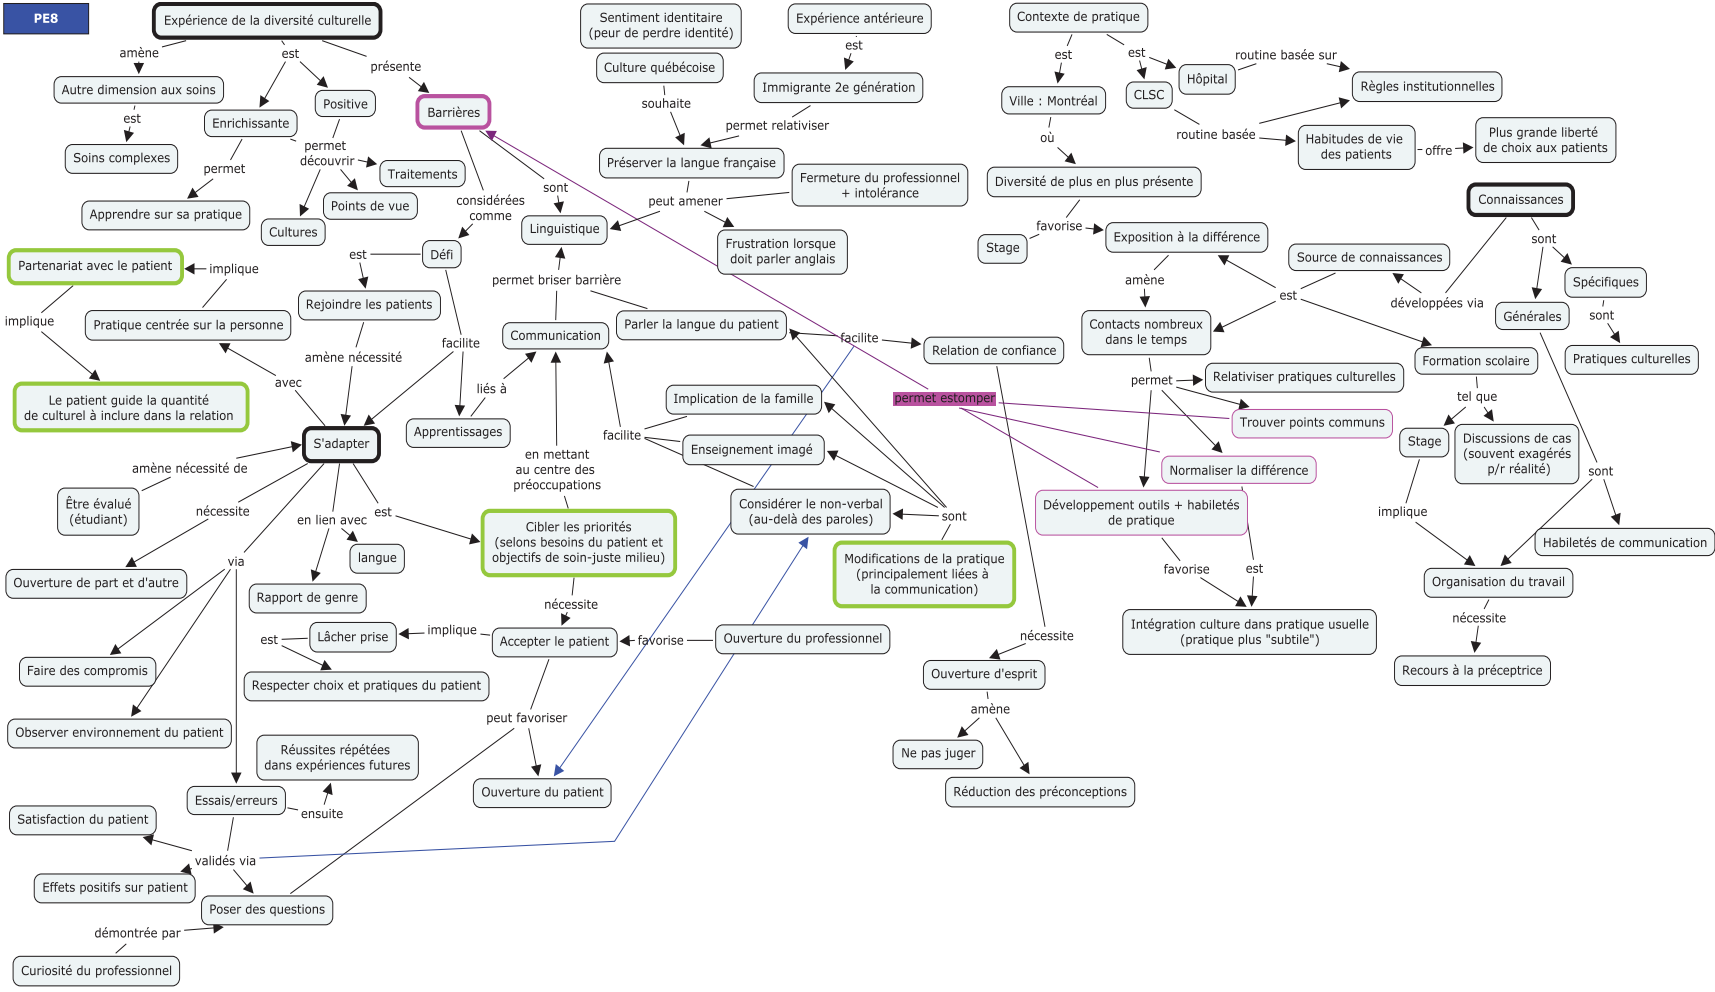 PE8
Expérience de la diversité culturelle
amène
est
présente
Autre dimension aux soins
est
Soins complexes
Enrichissante
Positive
permet
Apprendre sur sa pratique
permet
découvrir
Traitements
Points de vue
Cultures
Barrières
considérées
comme
sont
Défi
Linguistique
Sentiment identitaire
(peur de perdre identité)
Culture québécoise
souhaite
Expérience antérieure
est
Immigrante 2e génération
permet relativiser
Préserver la langue française
peut amener
Fermeture du professionnel
+ intolérance
Frustration lorsque
doit parler anglais
Contexte de pratique
est
est
Ville : Montréal
CLSC
Hôpital
routine basée sur
Règles institutionnelles
routine basée
Habitudes de vie
des patients
offre
Plus grande liberté
de choix aux patients
où
Diversité de plus en plus présente
favorise
Stage
Exposition à la différence
amène
Contacts nombreux
dans le temps
est
Source de connaissances
développées via
Connaissances
sont
Spécifiques
Générales
sont
Pratiques culturelles
Formation scolaire
tel que
Stage
Discussions de cas
(souvent exagérés
p/r réalité)
implique
sont
Habiletés de communication
Organisation du travail
nécessite
Recours à la préceptrice
permet
Relativiser pratiques culturelles
Trouver points communs
Normaliser la différence
Développement outils + habiletés
de pratique
favorise
est
Intégration culture dans pratique usuelle
(pratique plus "subtile")
permet estomper
Partenariat avec le patient
implique
Pratique centrée sur la personne
implique
Le patient guide la quantité
de culturel à inclure dans la relation
avec
est
Rejoindre les patients
amène nécessité
facilite
S'adapter
Apprentissages
liés à
Communication
permet briser barrière
Parler la langue du patient
facilite
Relation de confiance
Implication de la famille
facilite
Enseignement imagé
Considérer le non-verbal
(au-delà des paroles)
sont
Modifications de la pratique
(principalement liées à
la communication)
en mettant
au centre des
préoccupations
Cibler les priorités
(selons besoins du patient et
objectifs de soin-juste milieu)
nécessite
Accepter le patient
implique
Lâcher prise
est
Respecter choix et pratiques du patient
favorise
Ouverture du professionnel
peut favoriser
Ouverture du patient
nécessite
Ouverture d'esprit
amène
Ne pas juger
Réduction des préconceptions
amène nécessité de
Être évalué
(étudiant)
nécessite
Ouverture de part et d'autre
en lien avec
langue
Rapport de genre
est
via
Faire des compromis
Observer environnement du patient
Essais/erreurs
ensuite
Réussites répétées
dans expériences futures
validés via
Satisfaction du patient
Effets positifs sur patient
Poser des questions
démontrée par
Curiosité du professionnel